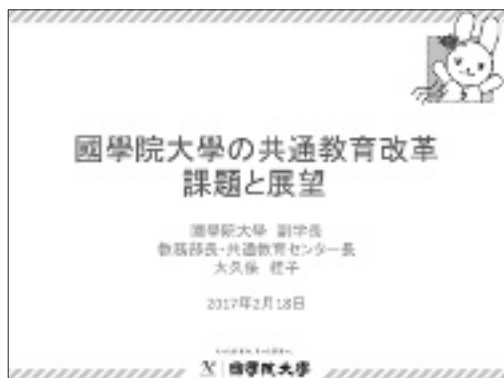 國學院大學の共通教育改革
課題と展望
國學院大學 副学長
教務部長・共通教育センター長
大久保 桂子
2017年2月18日
國學院大學